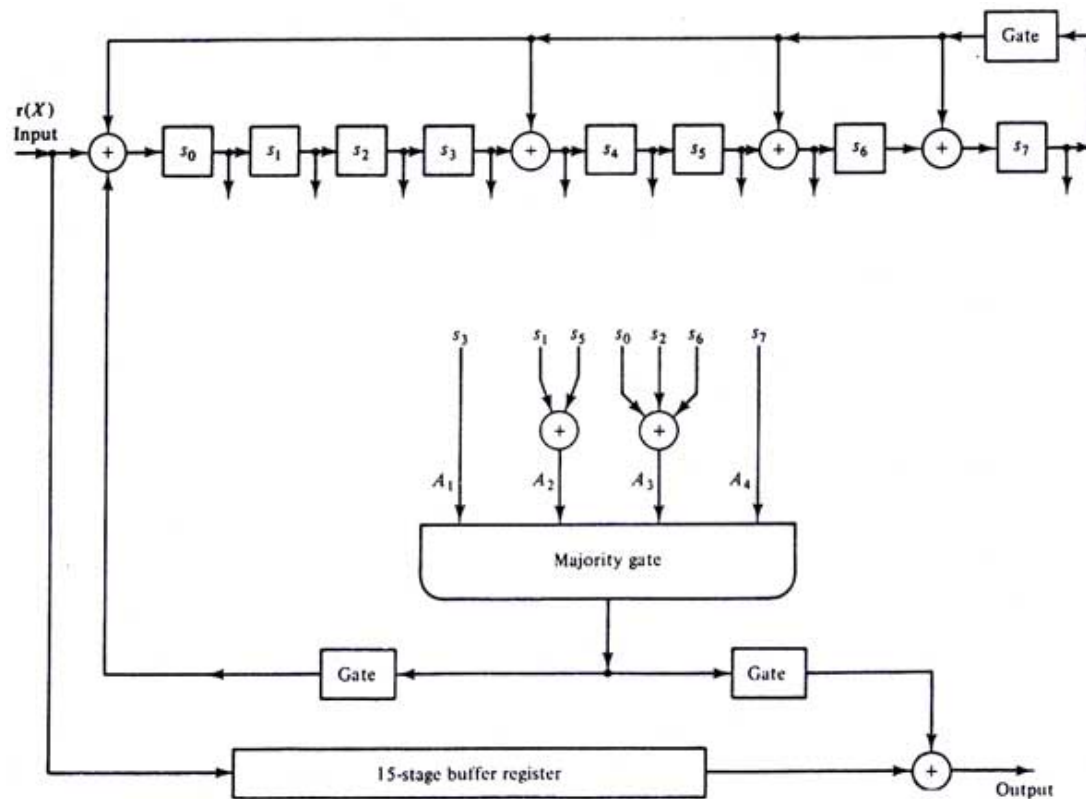 Gate
r(X)
Input
+ s₀ s₁ s₂ s₃ + s₄ s₅ + s₆ + s₇
s₃ s₁ s₅ s₀ s₂ s₆ s₇
+ +
A₁ A₂ A₃ A₄
Majority gate
Gate Gate
15-stage buffer register +
Output